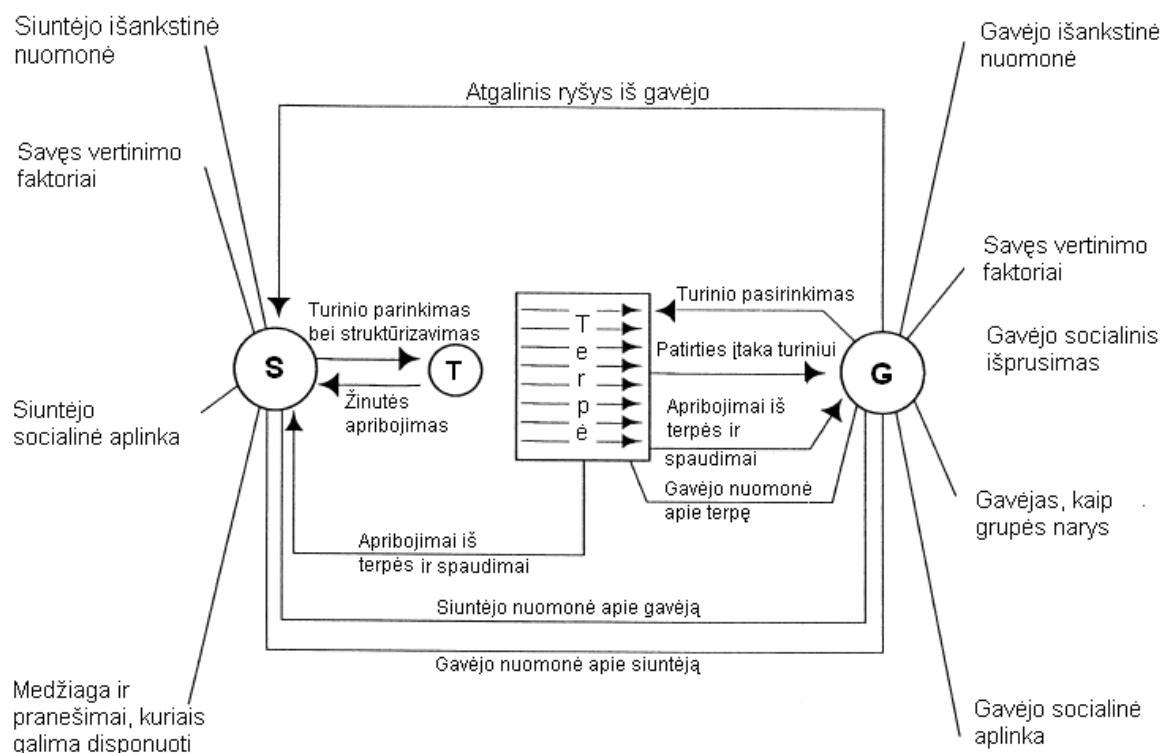 Siuntėjo išankstinė
nuomonė
Gavėjo išankstinė
nuomonė
Atgalinis ryšys iš gavėjo
Savęs vertinimo
faktoriai
Savęs vertinimo
faktoriai
Turinio parinkimas
bei struktūrizavimas
Turinio pasirinkimas
Gavėjo socialinis
išprusimas
S
T
Terpė
Patirties įtaka turiniui
G
Žinutės
apribojimas
Siuntėjo
socialinė aplinka
Apribojimai iš
terpės ir
spaudimai
Gavėjo nuomonė
apie terpę
Gavėjas, kaip
grupės narys
Apribojimai iš
terpės ir spaudimai
Siuntėjo nuomonė apie gavėją
Gavėjo nuomonė apie siuntėją
Medžiaga ir
pranešimai, kuriais
galima disponuoti
Gavėjo socialinė
aplinka